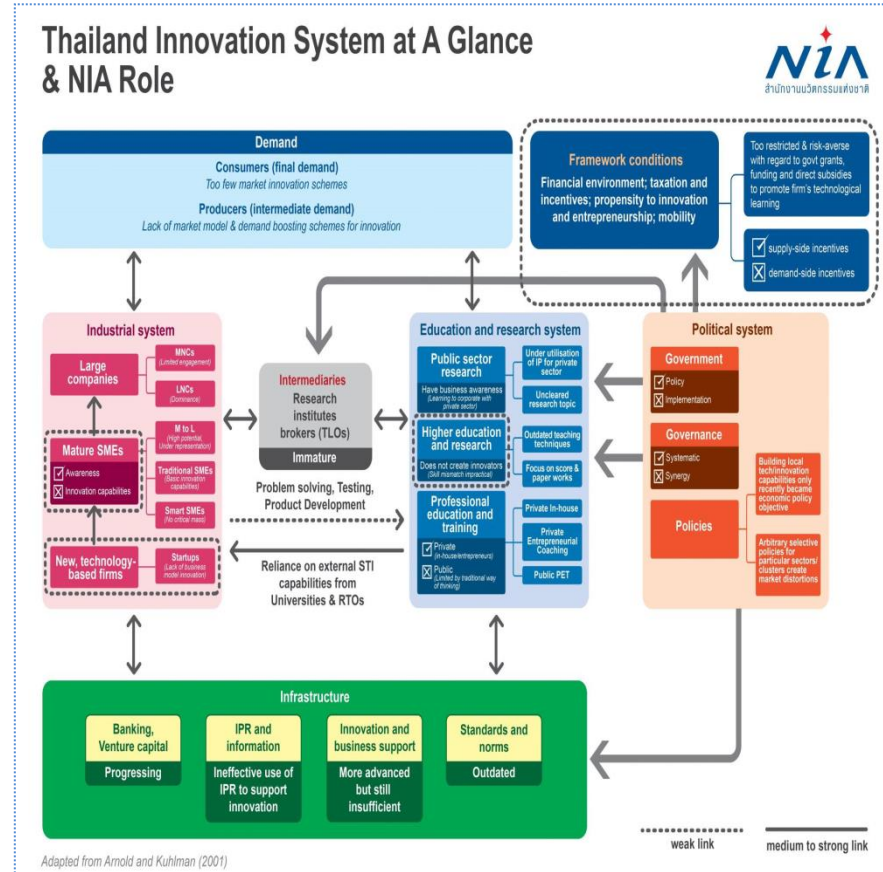 Thailand Innovation System at A Glance
& NIA Role
NiA
สำนักงานนวัตกรรมแห่งชาติ
Demand
Consumers (final demand)
Too few market innovation schemes
Producers (intermediate demand)
Lack of market model & demand boosting schemes for innovation
Framework conditions
Financial environment; taxation and
incentives; propensity to innovation
and entrepreneurship; mobility
Too restricted & risk-averse
with regard to govt grants,
funding and direct subsidies
to promote firm's technological
learning
supply-side incentives
demand-side incentives
Industrial system
Large
companies
MNCs
(Limited engagement)
LNCs
(Dominance)
Mature SMEs
Awareness
Innovation capabilities
M to L
(High potential,
Under representation)
Traditional SMEs
(Basic innovation
capabilities)
Smart SMEs
(No critical mass)
New, technology-
based firms
Startups
(Lack of business
model innovation)
Intermediaries
Research
institutes
brokers (TLOs)
Immature
Problem solving, Testing,
Product Development
Reliance on external STI
capabilities from
Universities & RTOs
Education and research system
Public sector
research
Have business awareness
(Learning to corporate with
private sector)
Under utilisation
of IP for private
sector
Uncleared
research topic
Higher education
and research
Does not create innovators
(Skill mismatch impractical)
Outdated teaching
techniques
Focus on score &
paper works
Professional
education and
training
Private
(in-house/entrepreneurs)
Public
(Limited by traditional way of
thinking)
Private In-house
Private
Entrepreneurial
Coaching
Public PET
Political system
Government
Policy
Implementation
Governance
Systematic
Synergy
Policies
Building local
tech/innovation
capabilities only
recently became
economic policy
objective
Arbitrary selective
policies for
particular sectors/
clusters create
market distortions
Infrastructure
Banking,
Venture capital
Progressing
IPR and
information
Ineffective use of
IPR to support
innovation
Innovation and
business support
More advanced
but still
insufficient
Standards and
norms
Outdated
weak link
medium to strong link
Adapted from Arnold and Kuhlman (2001)